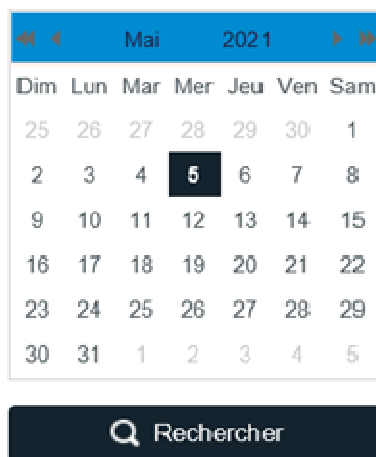 Mai 2021
Dim Lun Mar Mer Jeu Ven Sam
25 26 27 28 29 30 1
2 3 4 5 6 7 8
9 10 11 12 13 14 15
16 17 18 19 20 21 22
23 24 25 26 27 28 29
30 31 1 2 3 4 5
Rechercher